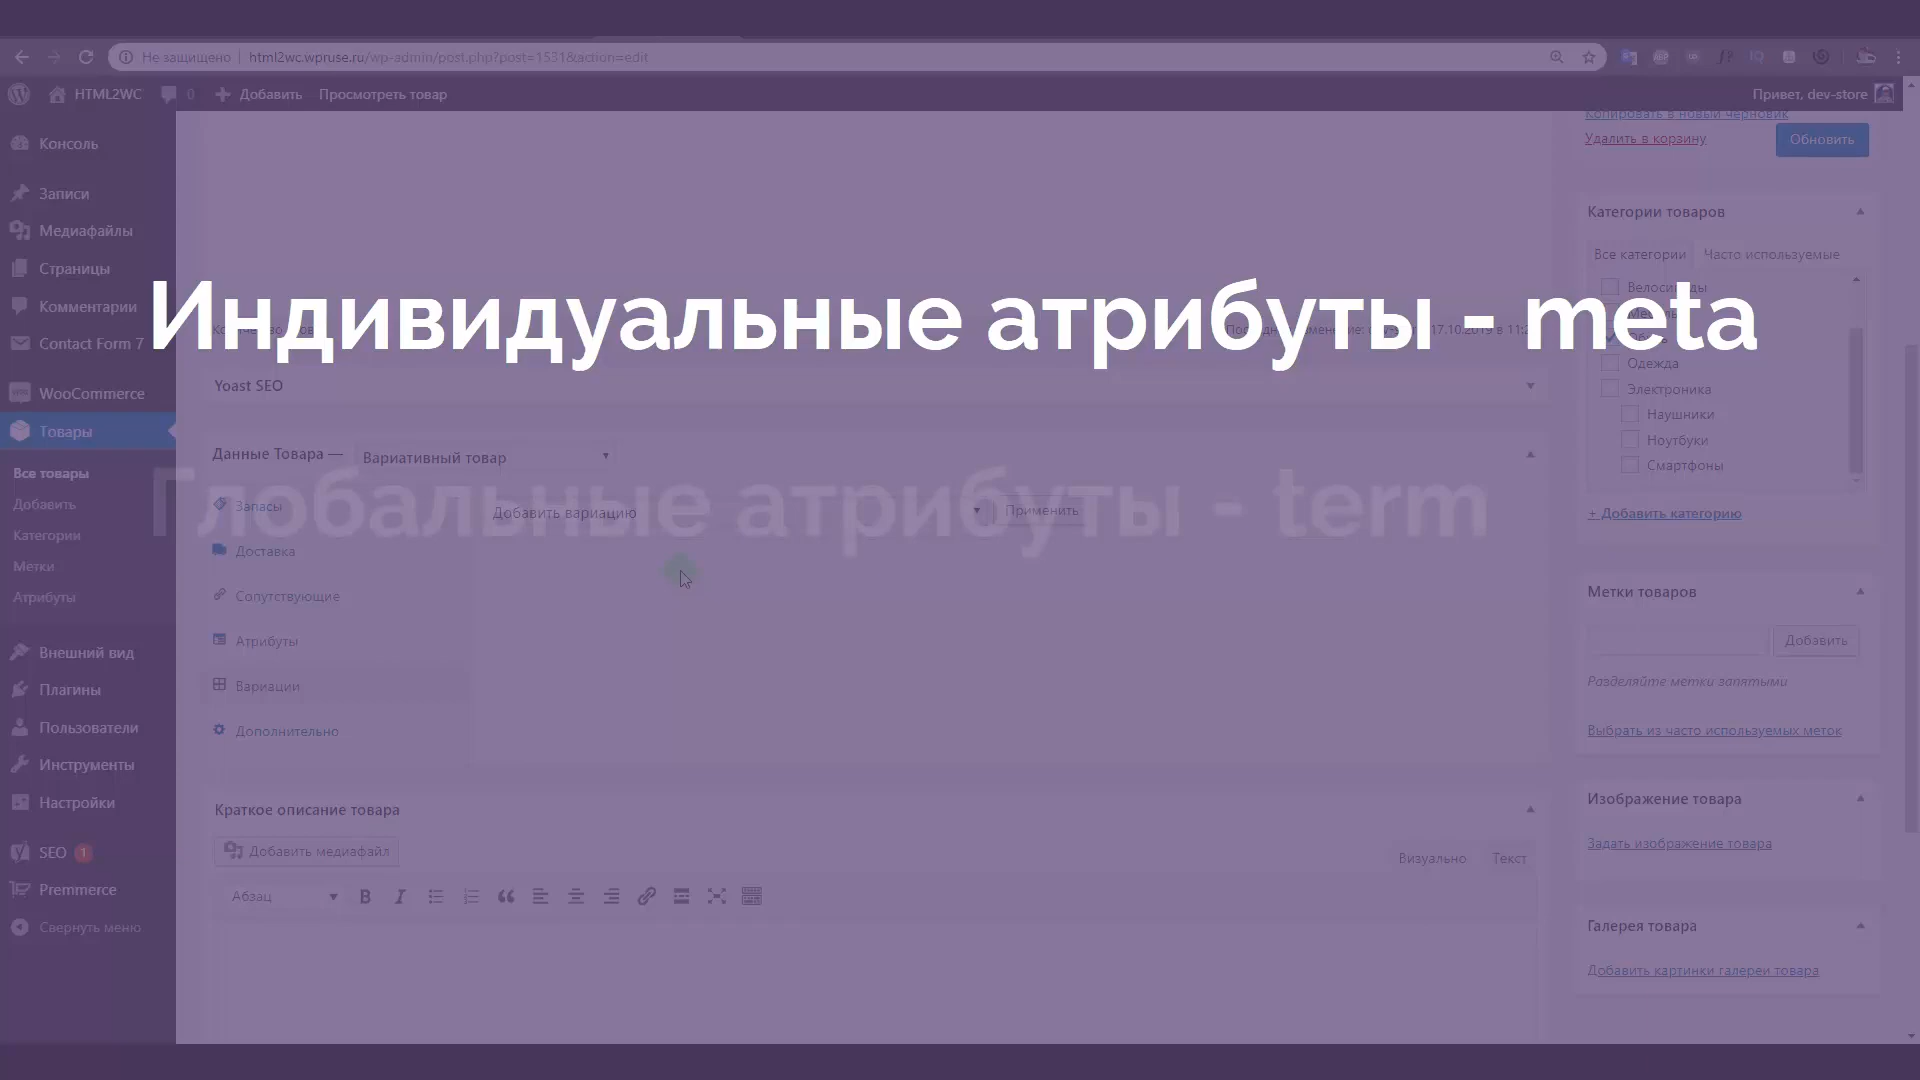 Не защищено | html2wc.wpruse.ru/wp-admin/post.php?post=1531&action=edit
HTML2WC 0 Добавить Просмотреть товар Привет, dev-store
Консоль
Записи
Медиафайлы
Страницы
Комментарии
Contact Form 7
WooCommerce
Товары
Все товары
Добавить
Категории
Метки
Атрибуты
Внешний вид
Плагины
Пользователи
Инструменты
Настройки
SEO 1
Premmerce
Свернуть меню
Индивидуальные атрибуты - meta
Глобальные атрибуты - term
Yoast SEO
Данные Товара — Вариативный товар
Запасы
Доставка
Сопутствующие
Атрибуты
Вариации
Дополнительно
Добавить вариацию Применить
Краткое описание товара
Добавить медиафайл
Визуально Текст
Абзац
Копировать в новый черновик
Удалить в корзину
Обновить
Категории товаров
Все категории Часто используемые
Одежда
Электроника
Наушники
Ноутбуки
Смартфоны
+ Добавить категорию
Метки товаров
Добавить
Разделяйте метки запятыми
Выбрать из часто используемых меток
Изображение товара
Задать изображение товара
Галерея товара
Добавить картинки галереи товара